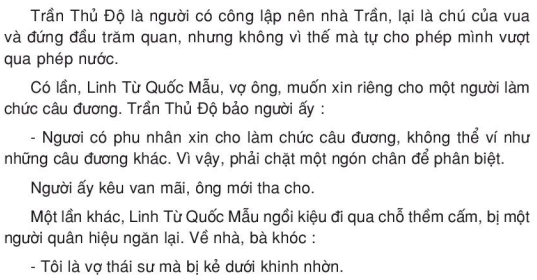 Trần Thủ Độ là người có công lập nên nhà Trần, lại là chú của vua
và đứng đầu trăm quan, nhưng không vì thế mà tự cho phép mình vượt
qua phép nước.
Có lần, Linh Từ Quốc Mẫu, vợ ông, muốn xin riêng cho một người làm
chức câu đương. Trần Thủ Độ bảo người ấy :
- Ngươi có phu nhân xin cho làm chức câu đương, không thể ví như
những câu đương khác. Vì vậy, phải chặt một ngón chân để phân biệt.
Người ấy kêu van mãi, ông mới tha cho.
Một lần khác, Linh Từ Quốc Mẫu ngồi kiệu đi qua chỗ thềm cấm, bị một
người quân hiệu ngăn lại. Về nhà, bà khóc :
- Tôi là vợ thái sư mà bị kẻ dưới khinh nhờn.